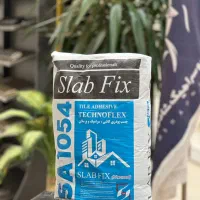 Quality for professionals
Slab Fix
TILE ADHESIVE
TECHNOFLEX
SA1054
SLAB FIX